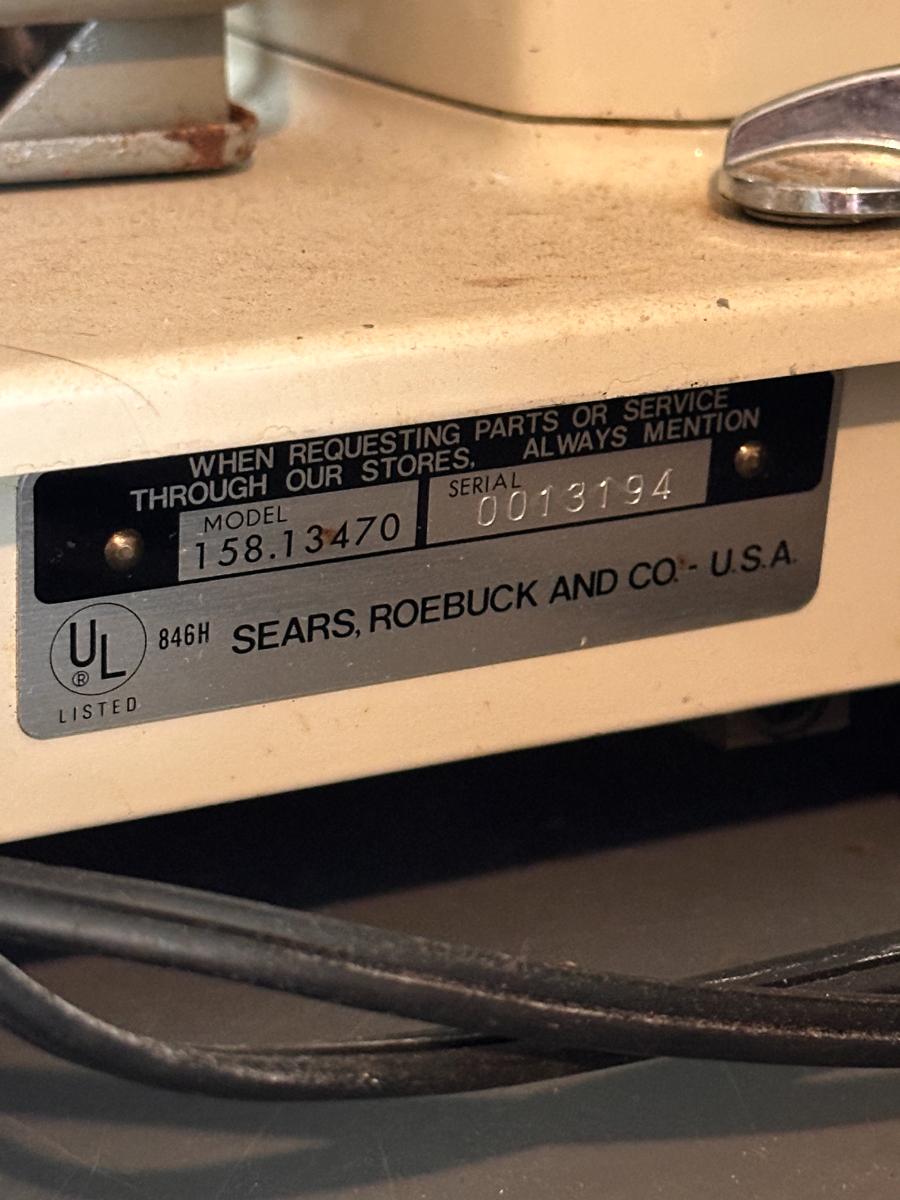 WHEN REQUESTING PARTS OR SERVICE
THROUGH OUR STORES, ALWAYS MENTION
MODEL
158.13470
SERIAL
0013194
UL
®
LISTED
846H
SEARS, ROEBUCK AND CO. - U.S.A.